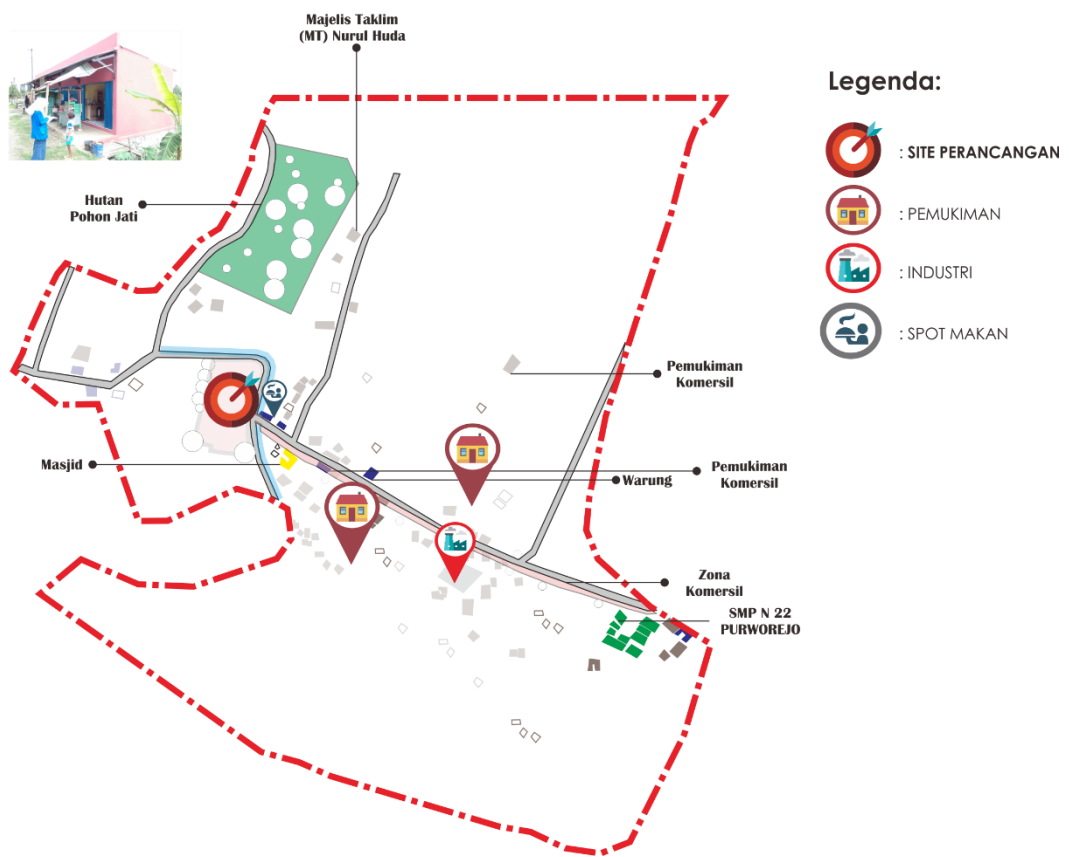 Majelis Taklim
(MT) Nurul Huda
Legenda:
: SITE PERANCANGAN
: PEMUKIMAN
: INDUSTRI
: SPOT MAKAN
Hutan
Pohon Jati
Pemukiman
Komersil
Masjid
Pemukiman
Komersil
Warung
Zona
Komersil
SMP N 22
PURWOREJO